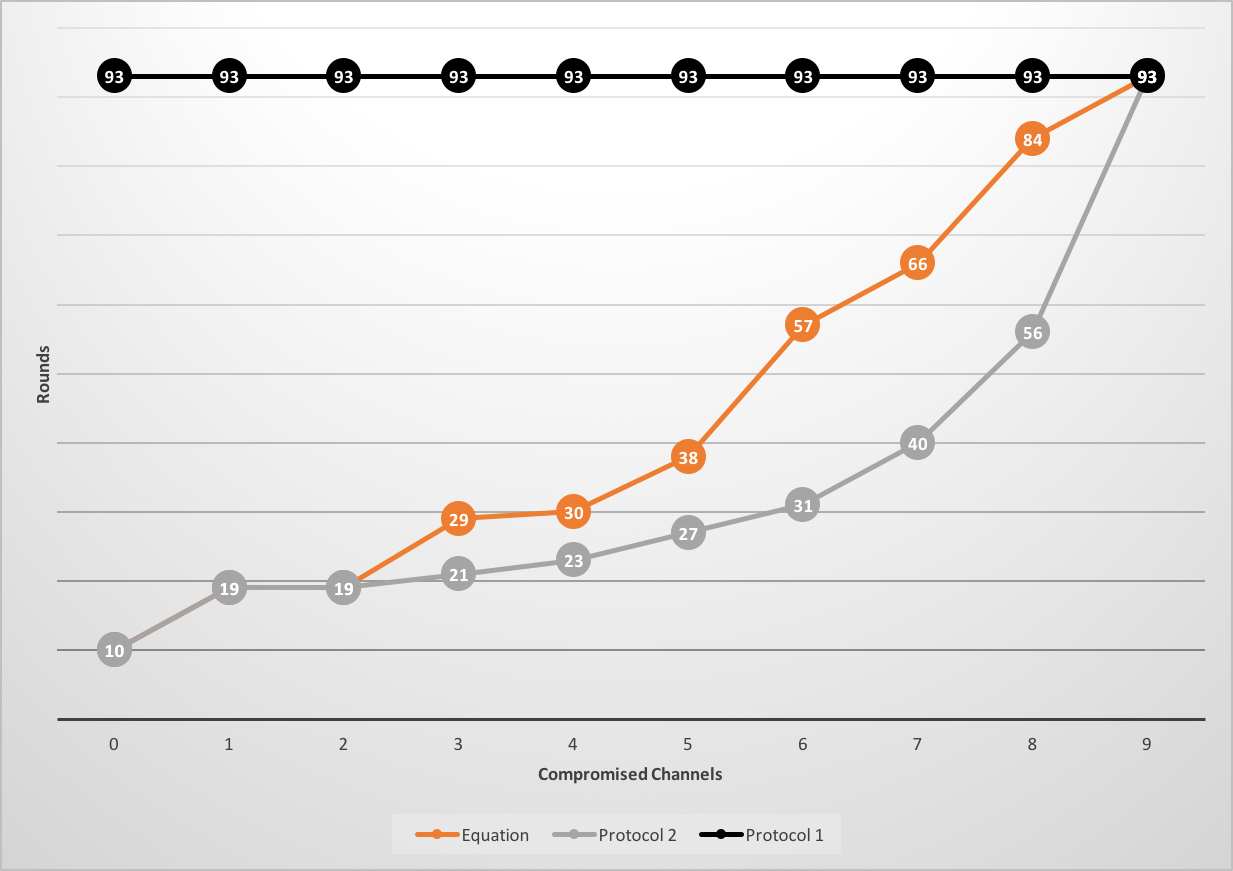 93 93 93 93 93 93 93 93 93 93
84
66
57
56
40
38
31
29 30
27
21 23
19 19
10
Rounds
0 1 2 3 4 5 6 7 8 9
Compromised Channels
Equation Protocol 2 Protocol 1